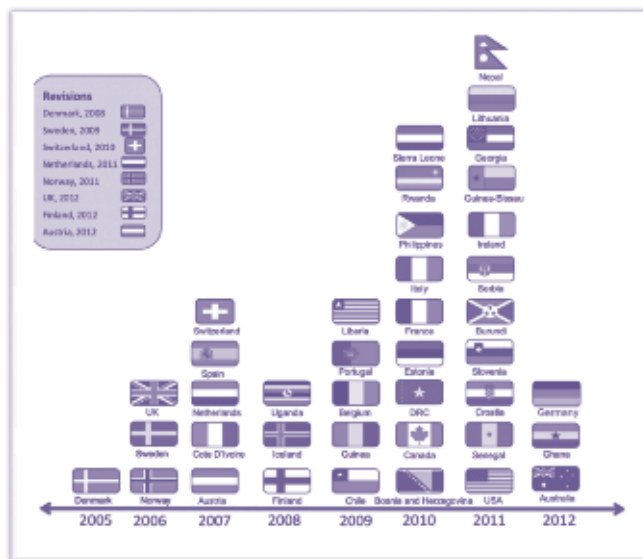 Revisions
Denmark, 2008
Sweden, 2009
Switzerland, 2010
Netherlands, 2011
Norway, 2011
UK, 2012
Finland, 2012
Austria, 2012
Nepal
Lithuania
Sierra Leone
Georgia
Rwanda
Guinea-Bissau
Philippines
Ireland
Italy
Serbia
Switzerland
Liberia
France
Burundi
Spain
Portugal
Estonia
Slovenia
UK
Netherlands
Uganda
Belgium
DRC
Croatia
Germany
Sweden
Cote D'Ivoire
Iceland
Guinea
Canada
Senegal
Ghana
Denmark
Norway
Austria
Finland
Chile
Bosnia and Herzegovina
USA
Australia
2005 2006 2007 2008 2009 2010 2011 2012